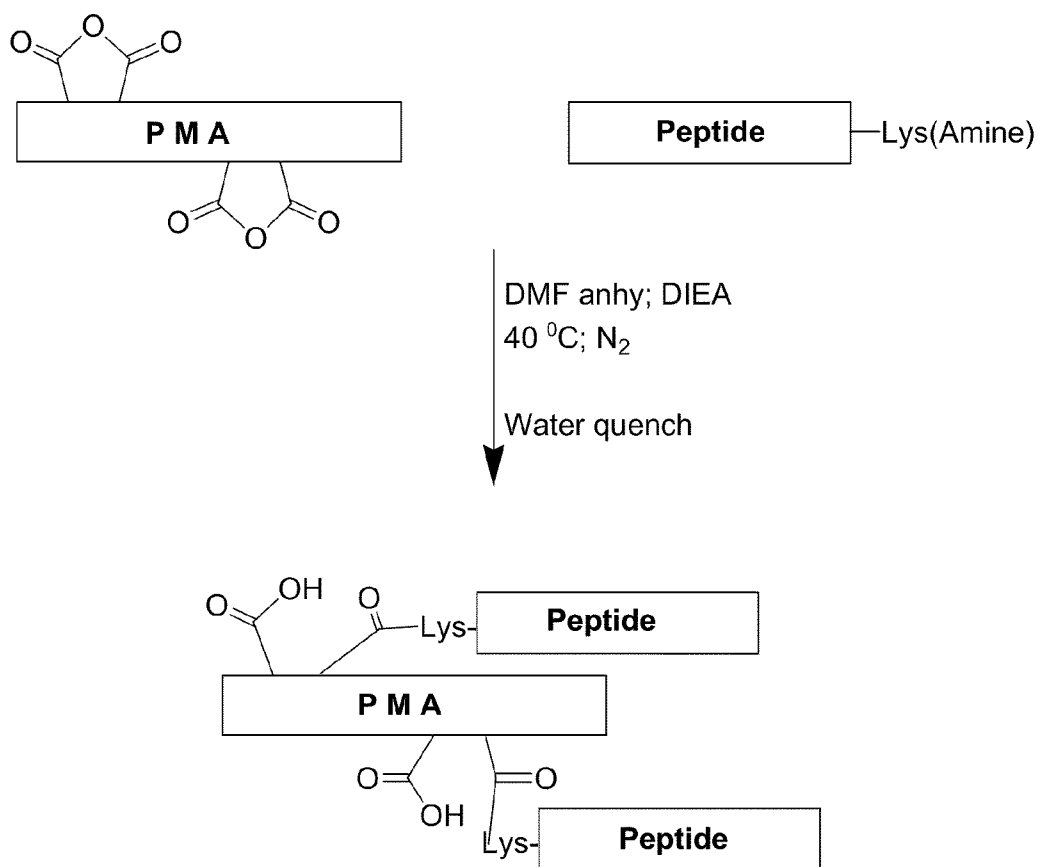 O
O O
P M A
Peptide
Lys(Amine)
O O
O
DMF anhy; DIEA
40 ⁰C; N₂
Water quench
O OH
O
Lys-
Peptide
P M A
O O
OH
Lys-
Peptide